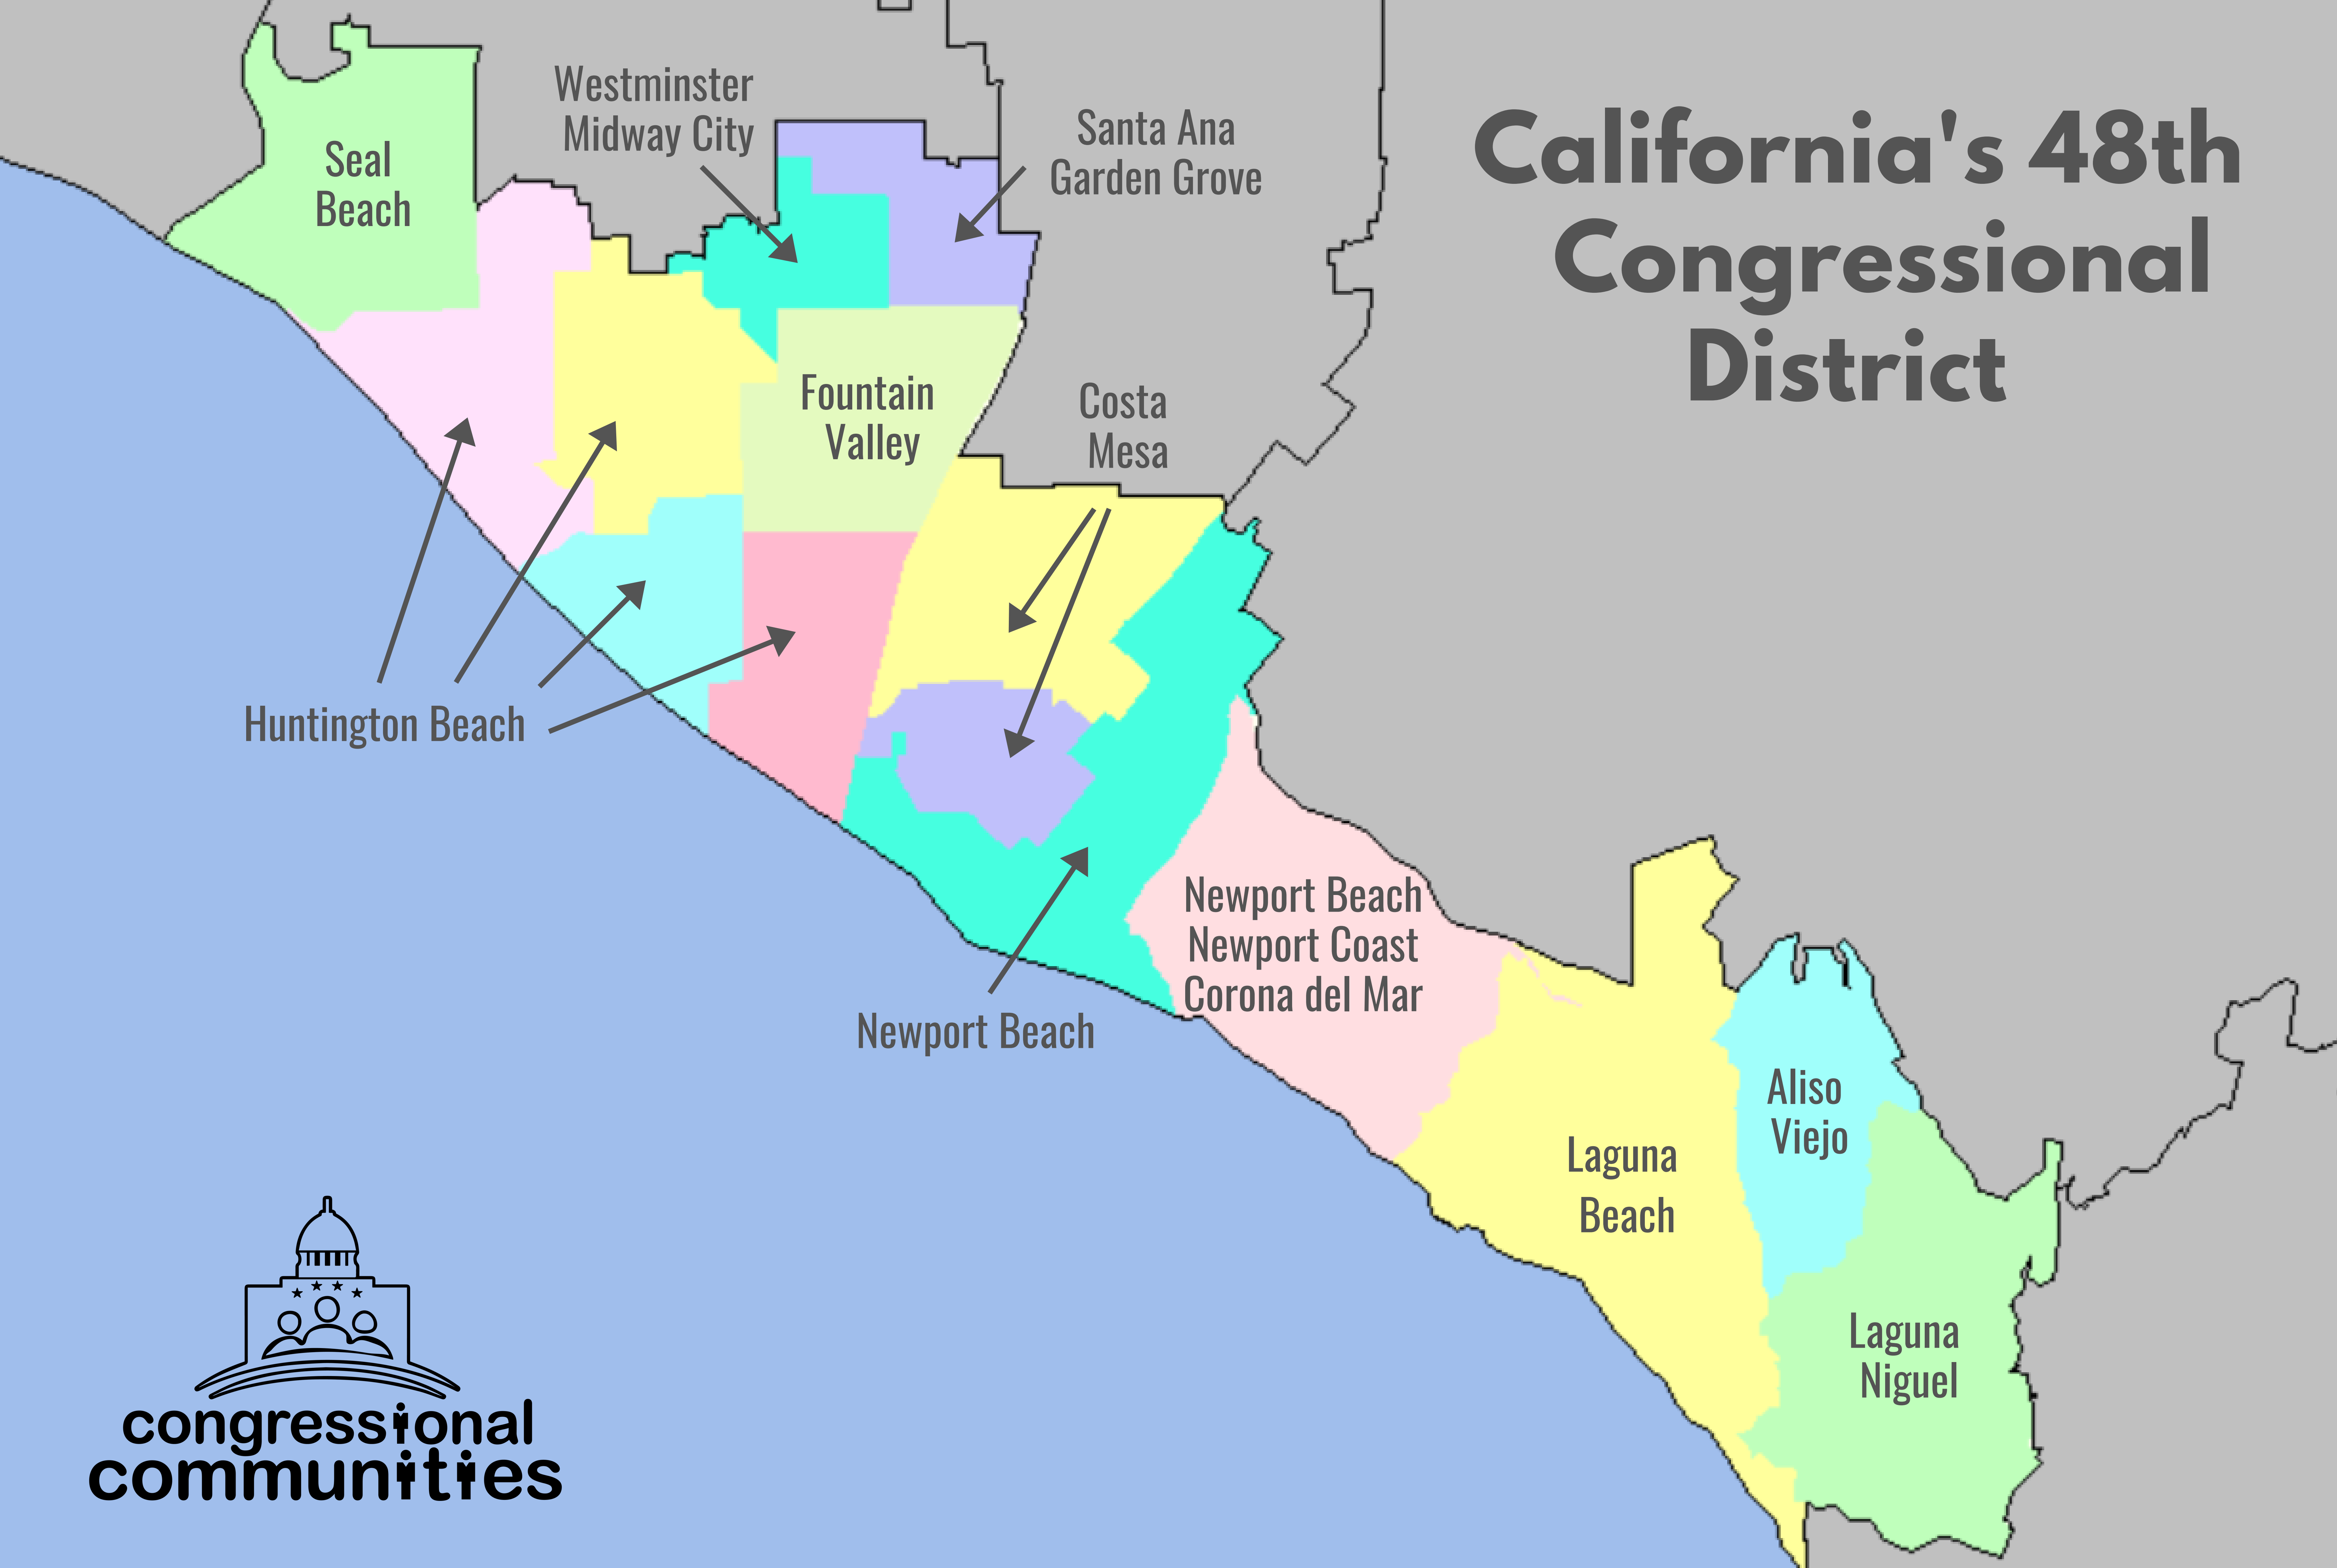 California's 48th
Congressional
District
Seal
Beach
Westminster
Midway City
Santa Ana
Garden Grove
Fountain
Valley
Costa
Mesa
Huntington Beach
Newport Beach
Newport Coast
Corona del Mar
Newport Beach
Aliso
Viejo
Laguna
Beach
Laguna
Niguel
congressional
communities